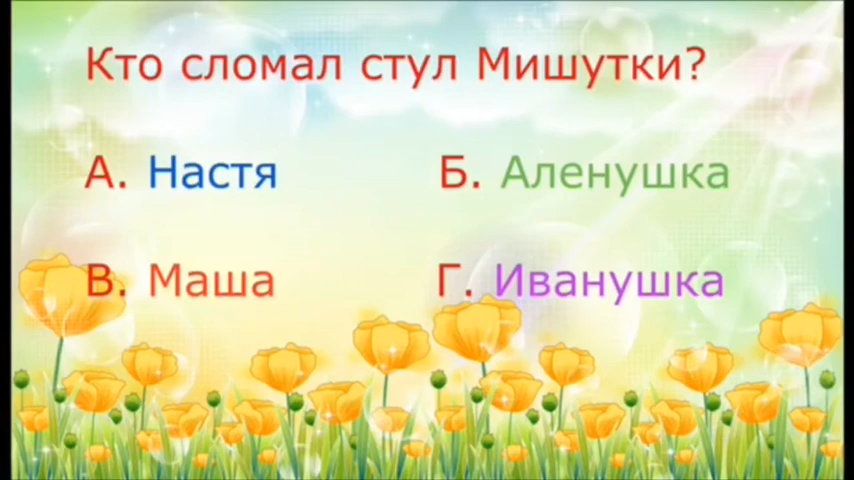 Кто сломал стул Мишутки?
А. Настя Б. Аленушка
В. Маша Г. Иванушка